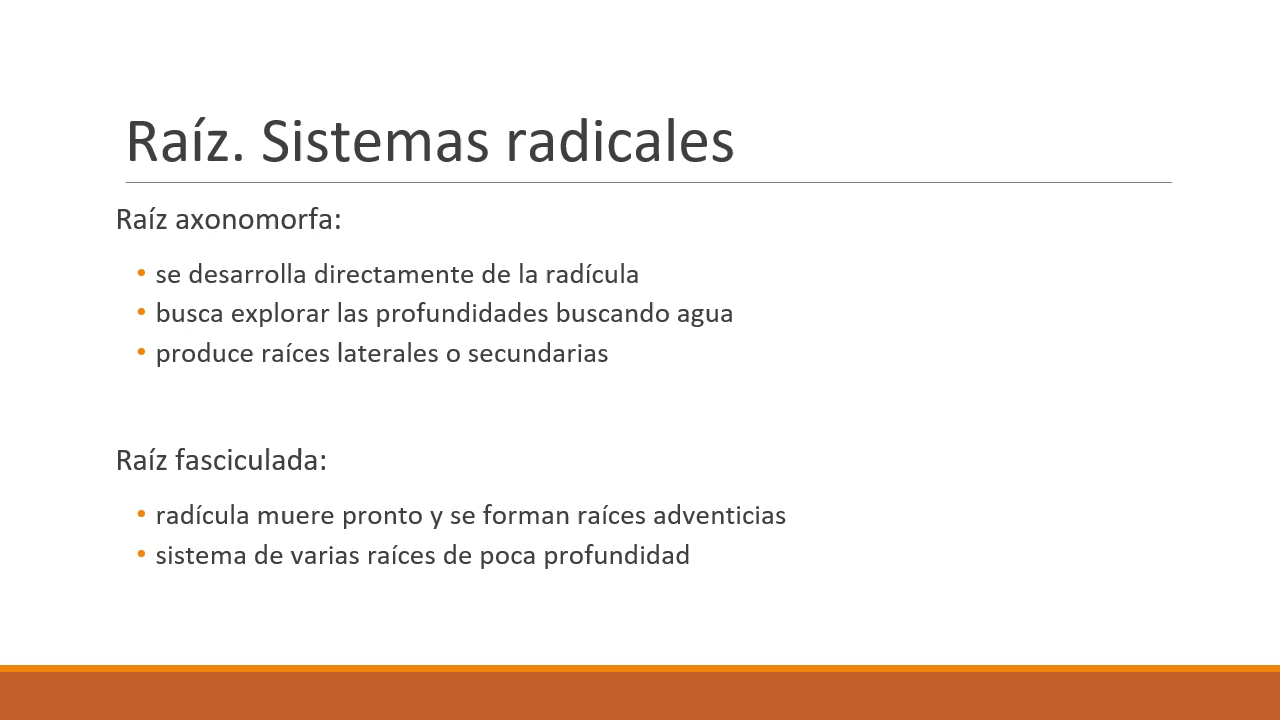 Raíz. Sistemas radicales
Raíz axonomorfa:
• se desarrolla directamente de la radícula
• busca explorar las profundidades buscando agua
• produce raíces laterales o secundarias
Raíz fasciculada:
• radícula muere pronto y se forman raíces adventicias
• sistema de varias raíces de poca profundidad